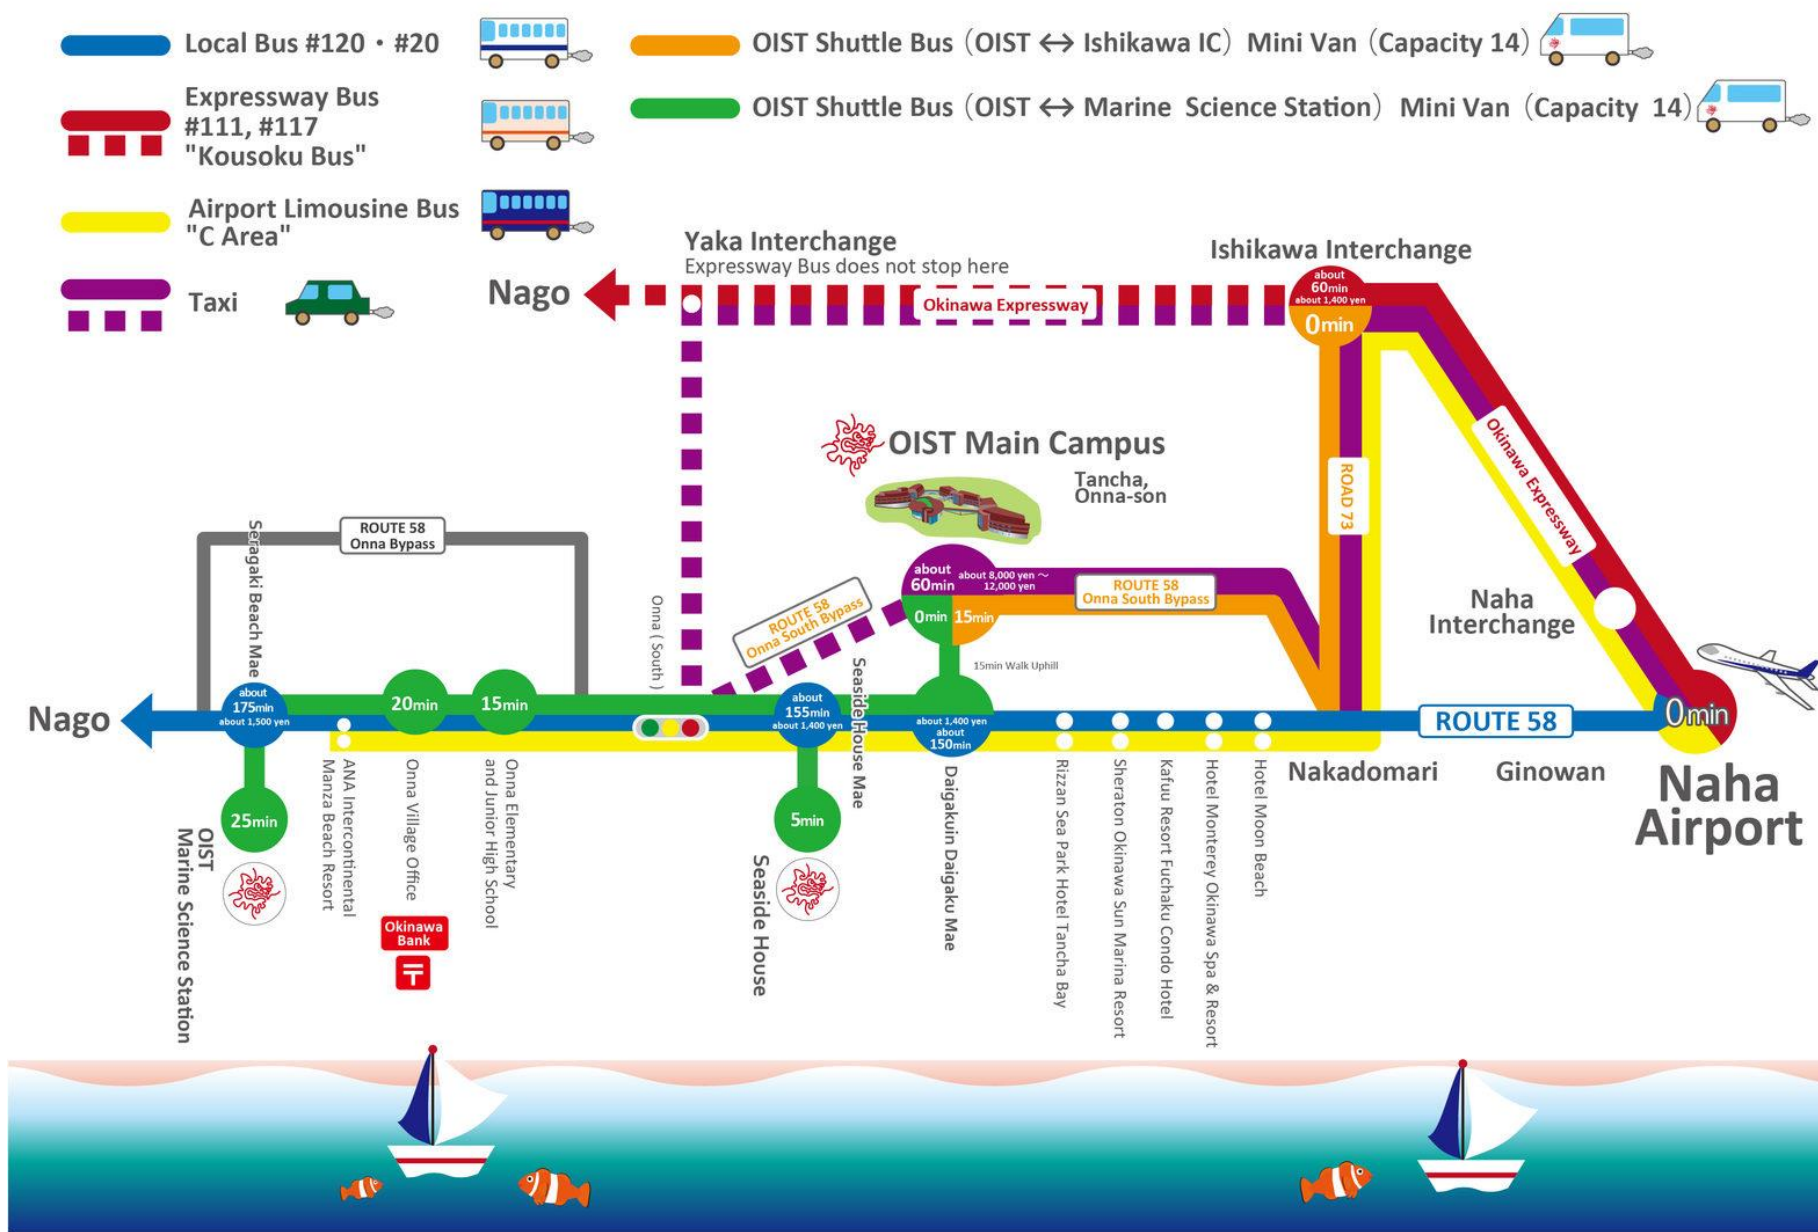 Local Bus #120・#20
Expressway Bus
#111, #117
"Kousoku Bus"
Airport Limousine Bus
"C Area"
Taxi
OIST Shuttle Bus（OIST ↔ Ishikawa IC）Mini Van（Capacity 14）
OIST Shuttle Bus（OIST ↔ Marine Science Station）Mini Van（Capacity 14）
Yaka Interchange
Expressway Bus does not stop here
Ishikawa Interchange
Nago
Okinawa Expressway
about
60min
about 1,400 yen
0min
OIST Main Campus
Tancha,
Onna-son
ROAD 73
Okinawa Expressway
Naha
Interchange
ROUTE 58
Onna Bypass
Seragaki Beach Mae
Onna ( South )
ROUTE 58
Onna South Bypass
about
60min
about 8,000 yen ～
12,000 yen
0min
15min
ROUTE 58
Onna South Bypass
15min Walk Uphill
Seaside House Mae
Nago
about
175min
about 1,500 yen
20min
15min
about
155min
about 1,400 yen
about 1,400 yen
about
150min
ROUTE 58
0min
Naha
Airport
Nakadomari
Ginowan
25min
OIST
Marine Science Station
ANA Intercontinental
Manza Beach Resort
Onna Village Office
Okinawa
Bank
〒
Onna Elementary
and Junior High School
5min
Seaside House
Daigakuin Daigaku Mae
Rizzan Sea Park Hotel Tancha Bay
Sheraton Okinawa Sun Marina Resort
Kafuu Resort Fuchaku Condo Hotel
Hotel Monterey Okinawa Spa & Resort
Hotel Moon Beach